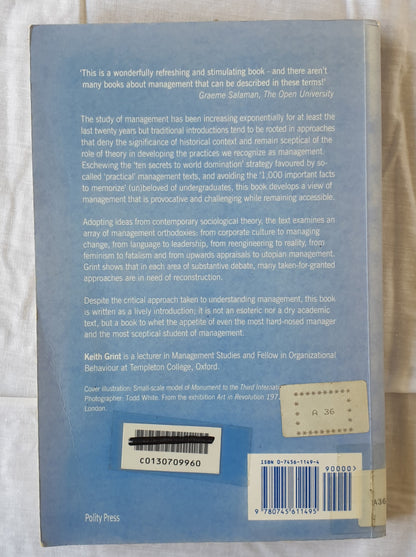 'This is a wonderfully refreshing and stimulating book - and there aren't
many books about management that can be described in these terms!'
Graeme Salaman, The Open University
The study of management has been increasing exponentially for at least the
last twenty years but traditional introductions tend to be rooted in approaches
that deny the significance of historical context and remain sceptical of the
role of theory in developing the practices we recognize as management.
Eschewing the 'ten secrets to world domination' strategy favoured by so-
called 'practical' management texts, and avoiding the '1,000 important facts
to memorize' (un)beloved of undergraduates, this book develops a view of
management that is provocative and challenging while remaining accessible.
Adopting ideas from contemporary sociological theory, the text examines an
array of management orthodoxies: from corporate culture to managing
change, from language to leadership, from reengineering to reality, from
feminism to fatalism and from upwards appraisals to utopian management.
Grint shows that in each area of substantive debate, many taken-for-granted
approaches are in need of reconstruction.
Despite the critical approach taken to understanding management, this book
is written as a lively introduction; it is not an esoteric nor a dry academic
text, but a book to whet the appetite of even the most hard-nosed manager
and the most sceptical student of management.
Keith Grint is a lecturer in Management Studies and Fellow in Organizational
Behaviour at Templeton College, Oxford.
Cover illustration: Small-scale model of Monument to the Third
Photographer: Todd White. From the exhibition Art in Revolution
London.
A 36
C0130709960
ISBN 0-7456-1149-4
90000>
9 780745 611495
A36
Polity Press